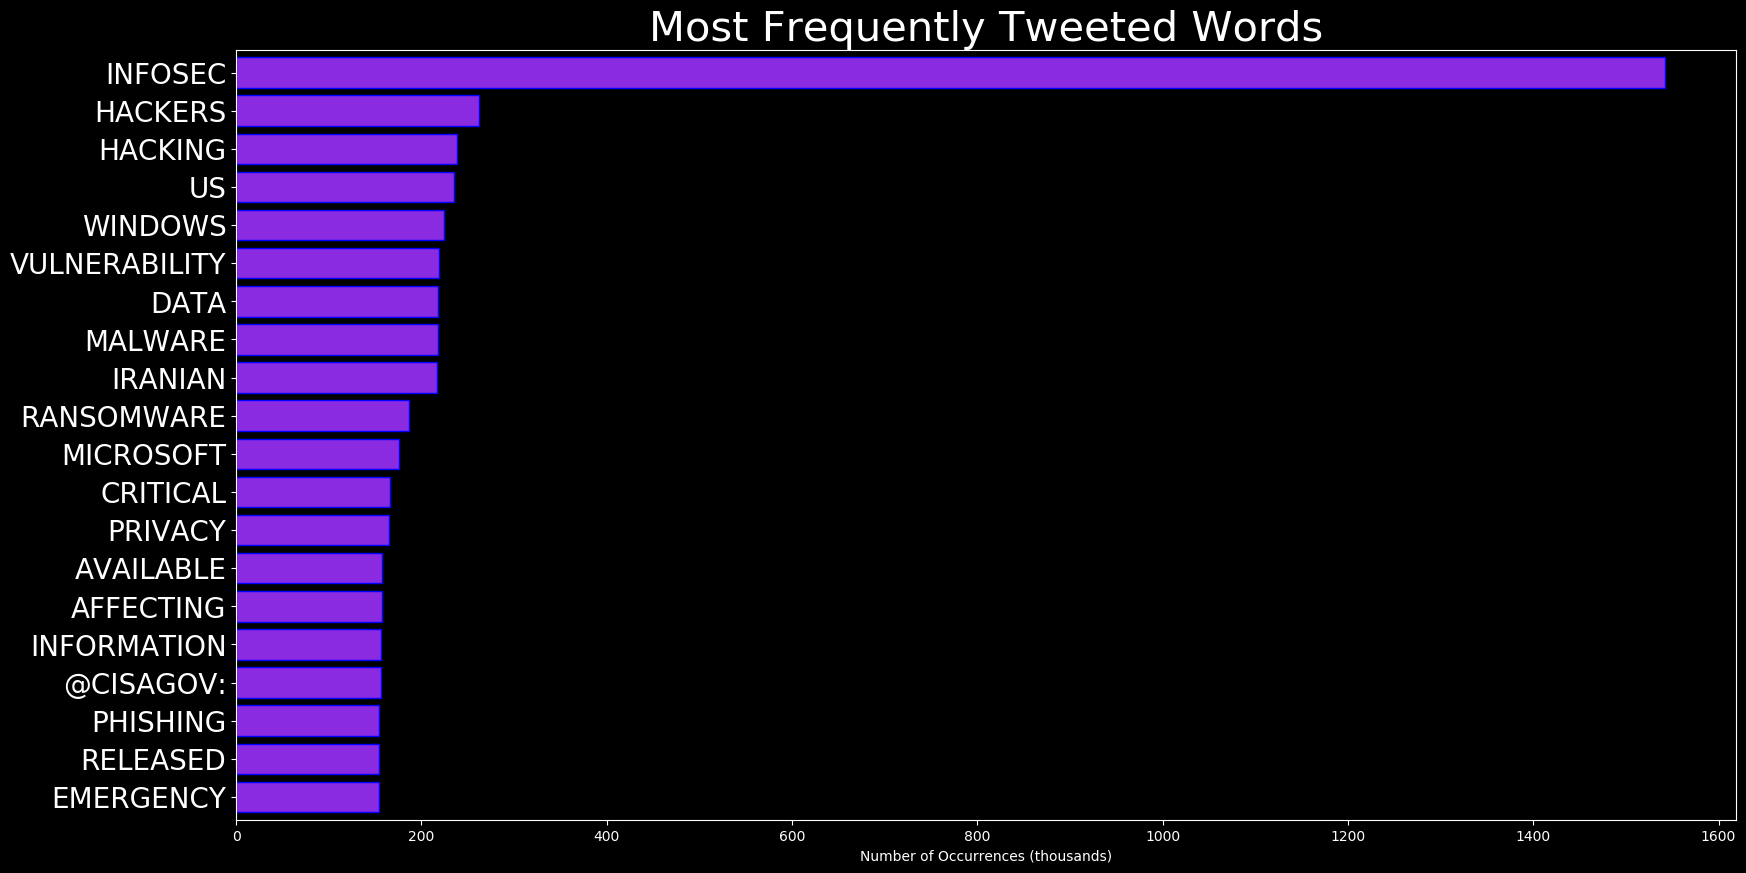 Most Frequently Tweeted Words
INFOSEC
HACKERS
HACKING
US
WINDOWS
VULNERABILITY
DATA
MALWARE
IRANIAN
RANSOMWARE
MICROSOFT
CRITICAL
PRIVACY
AVAILABLE
AFFECTING
INFORMATION
@CISAGOV:
PHISHING
RELEASED
EMERGENCY
0 200 400 600 800 1000 1200 1400 1600
Number of Occurrences (thousands)